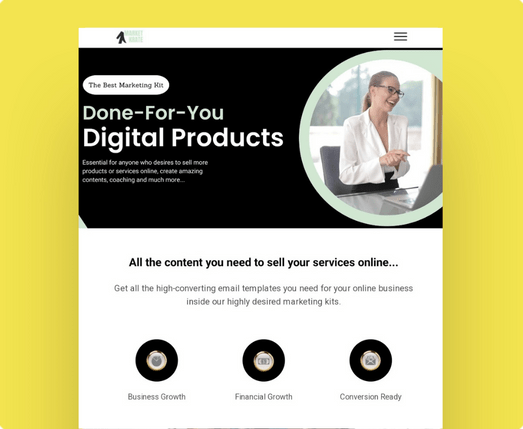 The Best Marketing Kit
Done-For-You
Digital Products
Essential for anyone who desires to sell more
products or services online, create amazing
contents, coaching and much more...
All the content you need to sell your services online...
Get all the high-converting email templates you need for your online business
inside our highly desired marketing kits.
Business Growth
Financial Growth
Conversion Ready